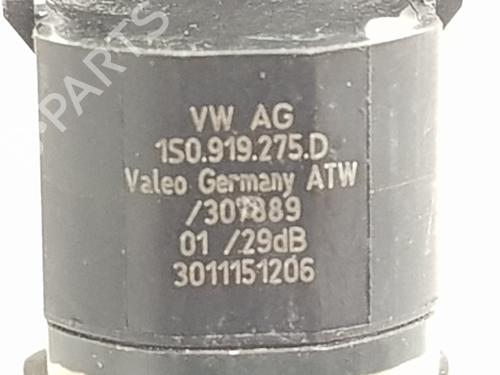 VW AG
1S0.919.275.D
Valeo Germany ATW
/307889
01 /29dB
3011151206
PARTS